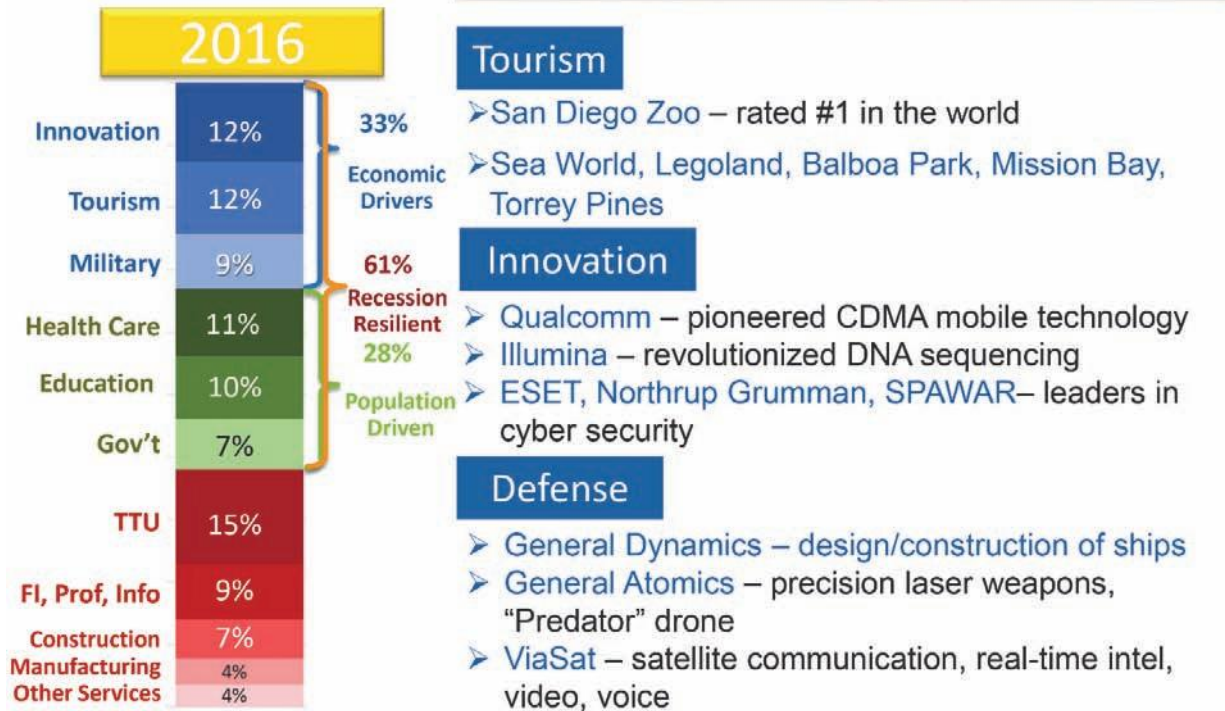 2016
Innovation 12%
Tourism 12%
Military 9%
Health Care 11%
Education 10%
Gov't 7%
TTU 15%
FI, Prof, Info 9%
Construction 7%
Manufacturing 4%
Other Services 4%
33%
Economic
Drivers
61%
Recession
Resilient
28%
Population
Driven
Tourism
➢San Diego Zoo – rated #1 in the world
➢Sea World, Legoland, Balboa Park, Mission Bay,
Torrey Pines
Innovation
➢ Qualcomm – pioneered CDMA mobile technology
➢ Illumina – revolutionized DNA sequencing
➢ ESET, Northrup Grumman, SPAWAR– leaders in
cyber security
Defense
➢ General Dynamics – design/construction of ships
➢ General Atomics – precision laser weapons,
“Predator” drone
➢ ViaSat – satellite communication, real-time intel,
video, voice